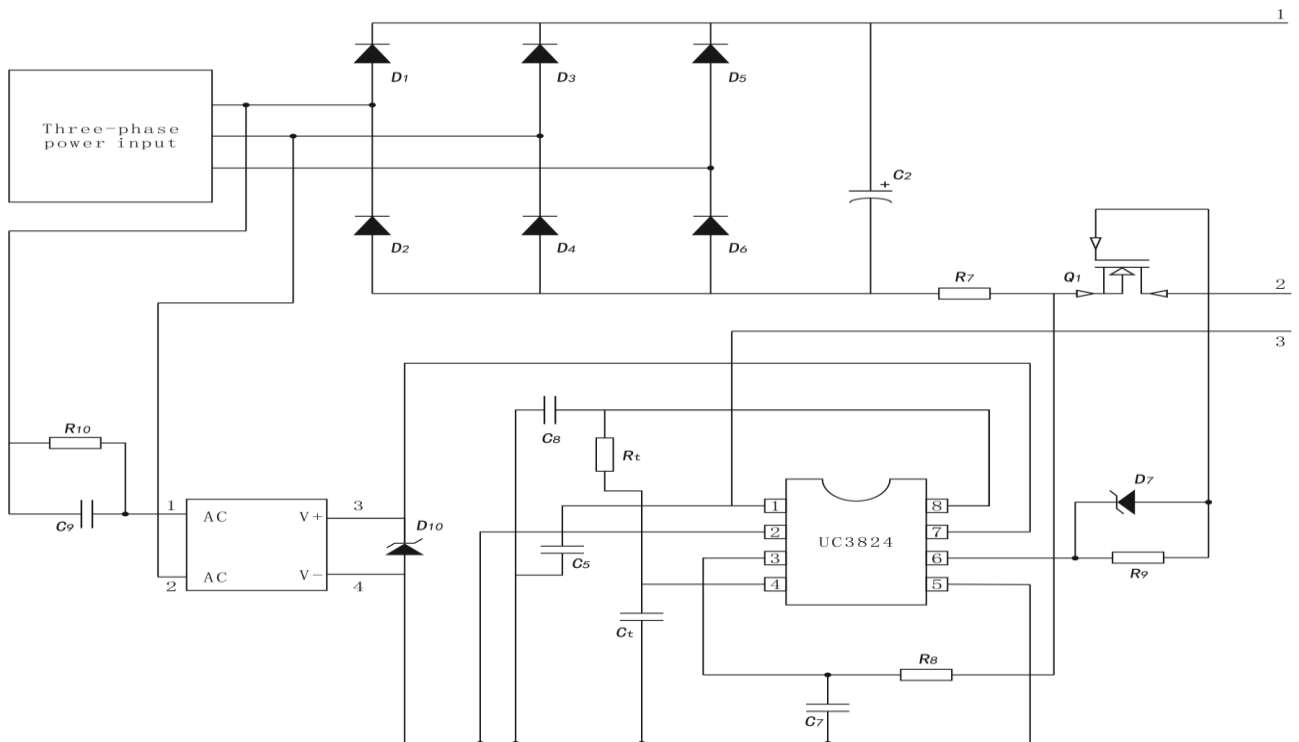 1
D1
D3
D5
Three-phase
power input
C2
+
D2
D4
D6
R7
Q1
2
3
R10
C8
Rt
D7
1
AC
V+
3
C9
D10
1
8
2
7
UC3824
3
6
C5
R9
2
AC
V-
4
4
5
Ct
R8
C7